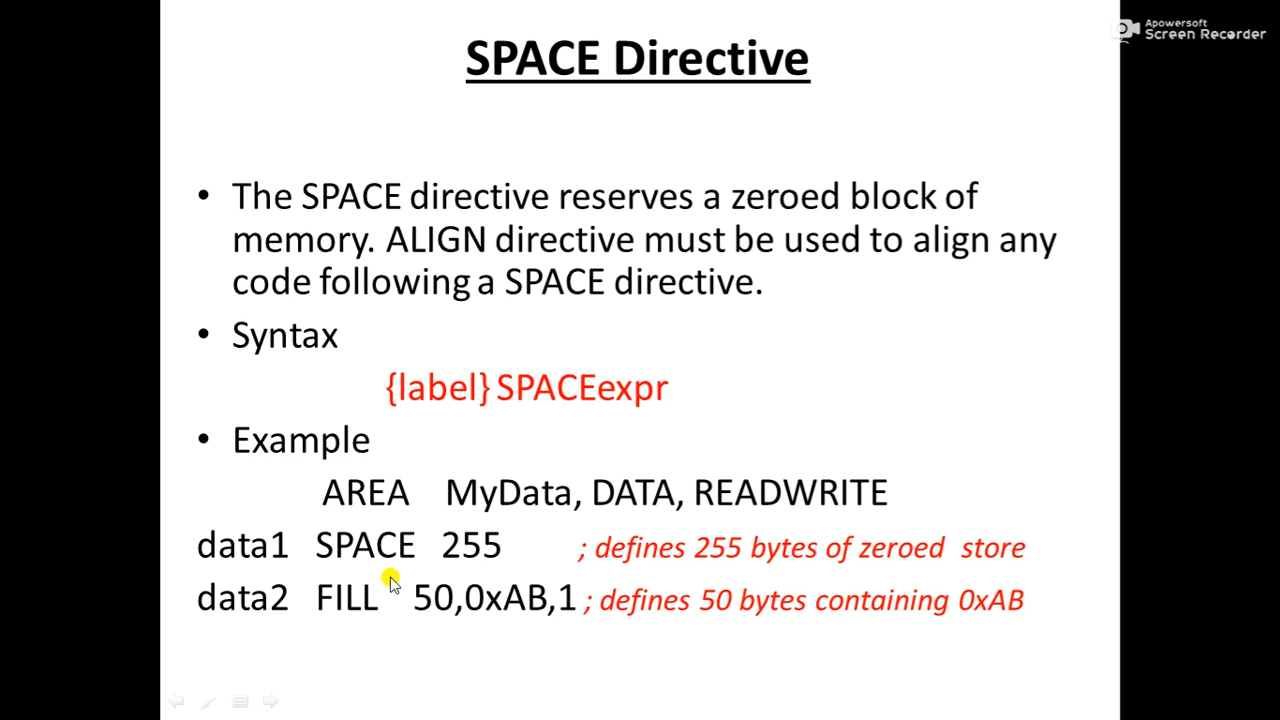 Apowersoft
Screen Recorder
SPACE Directive
• The SPACE directive reserves a zeroed block of
memory. ALIGN directive must be used to align any
code following a SPACE directive.
• Syntax
{label} SPACEexpr
• Example
AREA MyData, DATA, READWRITE
data1 SPACE 255 ; defines 255 bytes of zeroed store
data2 FILL 50,0xAB,1 ; defines 50 bytes containing 0xAB